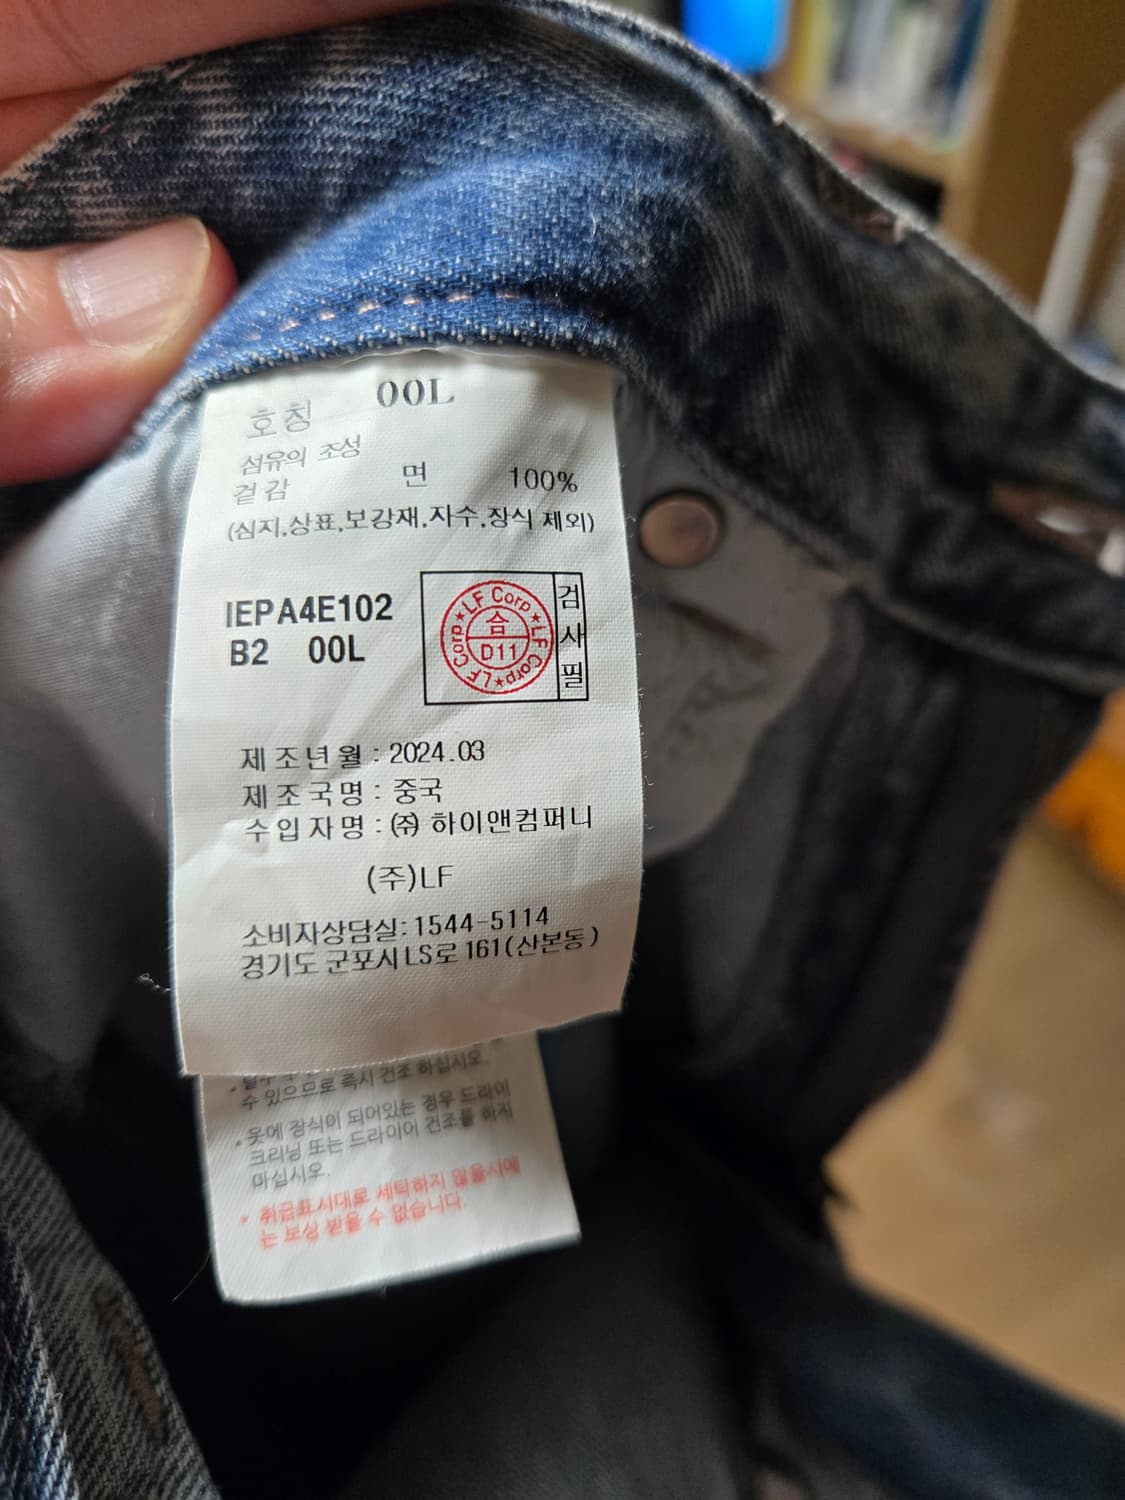 호칭 00L
섬유의 조성
겉감 면 100%
(심지,상표,보강재,자수,장식 제외)
IEPA4E102
B2 00L
LF Corp ★ LF Corp ★ LF Corp ★
합
D11
검사필
제조년월 : 2024.03
제조국명 : 중국
수입자명 : ㈜ 하이앤컴퍼니
(주)LF
소비자상담실: 1544-5114
경기도 군포시 LS로 161(산본동)
수 있으므로 즉시 건조 하십시오.
• 옷에 장식이 되어있는 경우 드라이
크리닝 또는 드라이어 건조를 하지
마십시오.
* 취급표시대로 세탁하지 않을시에
는 보상 받을 수 없습니다.